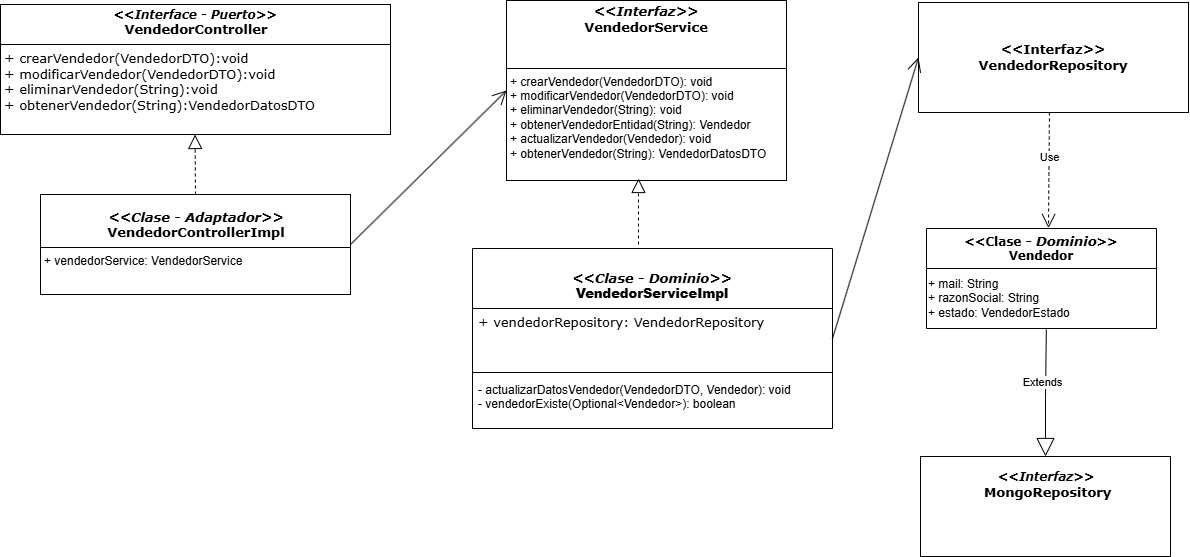 <<Interface - Puerto>>
VendedorController
+ crearVendedor(VendedorDTO):void
+ modificarVendedor(VendedorDTO):void
+ eliminarVendedor(String):void
+ obtenerVendedor(String):VendedorDatosDTO
<<Clase - Adaptador>>
VendedorControllerImpl
+ vendedorService: VendedorService
<<Interfaz>>
VendedorService
+ crearVendedor(VendedorDTO): void
+ modificarVendedor(VendedorDTO): void
+ eliminarVendedor(String): void
+ obtenerVendedorEntidad(String): Vendedor
+ actualizarVendedor(Vendedor): void
+ obtenerVendedor(String): VendedorDatosDTO
<<Clase - Dominio>>
VendedorServiceImpl
+ vendedorRepository: VendedorRepository
- actualizarDatosVendedor(VendedorDTO, Vendedor): void
- vendedorExiste(Optional<Vendedor>): boolean
<<Interfaz>>
VendedorRepository
Use
<<Clase - Dominio>>
Vendedor
+ mail: String
+ razonSocial: String
+ estado: VendedorEstado
Extends
<<Interfaz>>
MongoRepository